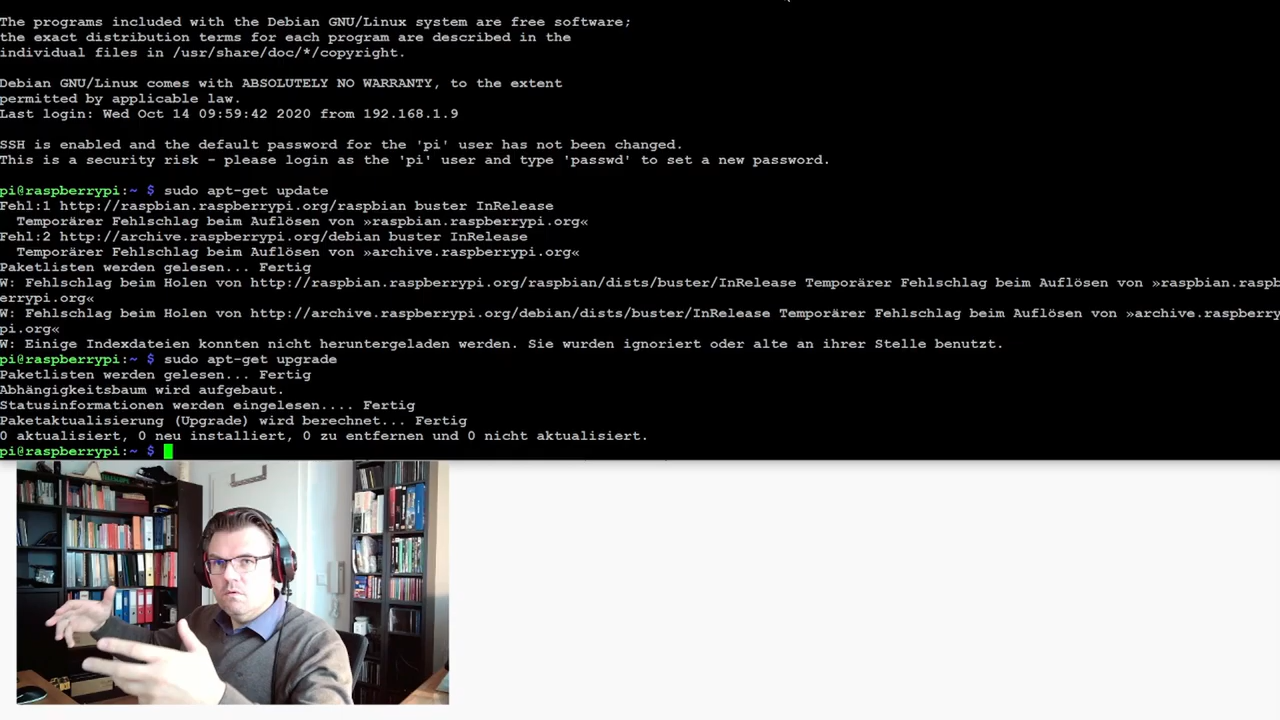 The programs included with the Debian GNU/Linux system are free software;
the exact distribution terms for each program are described in the
individual files in /usr/share/doc/*/copyright.
Debian GNU/Linux comes with ABSOLUTELY NO WARRANTY, to the extent
permitted by applicable law.
Last login: Wed Oct 14 09:59:42 2020 from 192.168.1.9
SSH is enabled and the default password for the 'pi' user has not been changed.
This is a security risk - please login as the 'pi' user and type 'passwd' to set a new password.
pi@raspberrypi:~ $ sudo apt-get update
Fehl:1 http://raspbian.raspberrypi.org/raspbian buster InRelease
Temporärer Fehlschlag beim Auflösen von »raspbian.raspberrypi.org«
Fehl:2 http://archive.raspberrypi.org/debian buster InRelease
Temporärer Fehlschlag beim Auflösen von »archive.raspberrypi.org«
Paketlisten werden gelesen... Fertig
W: Fehlschlag beim Holen von http://raspbian.raspberrypi.org/raspbian/dists/buster/InRelease Temporärer Fehlschlag beim Auflösen von »raspbian.raspb
errypi.org«
W: Fehlschlag beim Holen von http://archive.raspberrypi.org/debian/dists/buster/InRelease Temporärer Fehlschlag beim Auflösen von »archive.raspberry
pi.org«
W: Einige Indexdateien konnten nicht heruntergeladen werden. Sie wurden ignoriert oder alte an ihrer Stelle benutzt.
pi@raspberrypi:~ $ sudo apt-get upgrade
Paketlisten werden gelesen... Fertig
Abhängigkeitsbaum wird aufgebaut.
Statusinformationen werden eingelesen.... Fertig
Paketaktualisierung (Upgrade) wird berechnet... Fertig
0 aktualisiert, 0 neu installiert, 0 zu entfernen und 0 nicht aktualisiert.
pi@raspberrypi:~ $